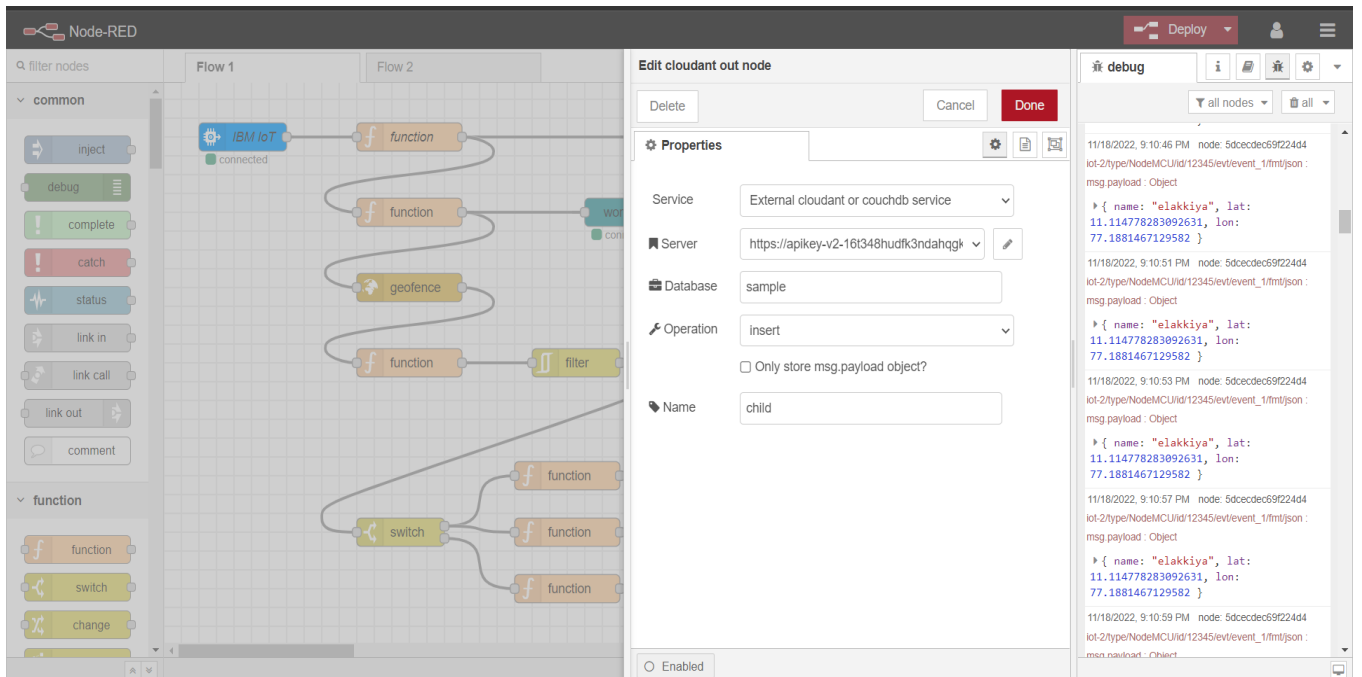 Node-RED
Deploy
filter nodes
common
inject
debug
complete
catch
status
link in
link call
link out
comment
function
function
switch
change
Flow 1
Flow 2
IBM IoT
connected
function
function
geofence
function
filter
switch
function
function
function
Edit cloudant out node
Delete
Cancel
Done
Properties
Service
External cloudant or couchdb service
Server
https://apikey-v2-16t348hudfk3ndahqgk
Database
sample
Operation
insert
Only store msg.payload object?
Name
child
Enabled
debug
i
all nodes
all
11/18/2022, 9:10:46 PM node: 5dcecdec69f224d4
iot-2/type/NodeMCU/id/12345/evt/event_1/fmt/json :
msg.payload : Object
{ name: "elakkiya", lat:
11.114778283092631, lon:
77.1881467129582 }
11/18/2022, 9:10:51 PM node: 5dcecdec69f224d4
iot-2/type/NodeMCU/id/12345/evt/event_1/fmt/json :
msg.payload : Object
{ name: "elakkiya", lat:
11.114778283092631, lon:
77.1881467129582 }
11/18/2022, 9:10:53 PM node: 5dcecdec69f224d4
iot-2/type/NodeMCU/id/12345/evt/event_1/fmt/json :
msg.payload : Object
{ name: "elakkiya", lat:
11.114778283092631, lon:
77.1881467129582 }
11/18/2022, 9:10:57 PM node: 5dcecdec69f224d4
iot-2/type/NodeMCU/id/12345/evt/event_1/fmt/json :
msg.payload : Object
{ name: "elakkiya", lat:
11.114778283092631, lon:
77.1881467129582 }
11/18/2022, 9:10:59 PM node: 5dcecdec69f224d4
iot-2/type/NodeMCU/id/12345/evt/event_1/fmt/json :
msg.payload : Object